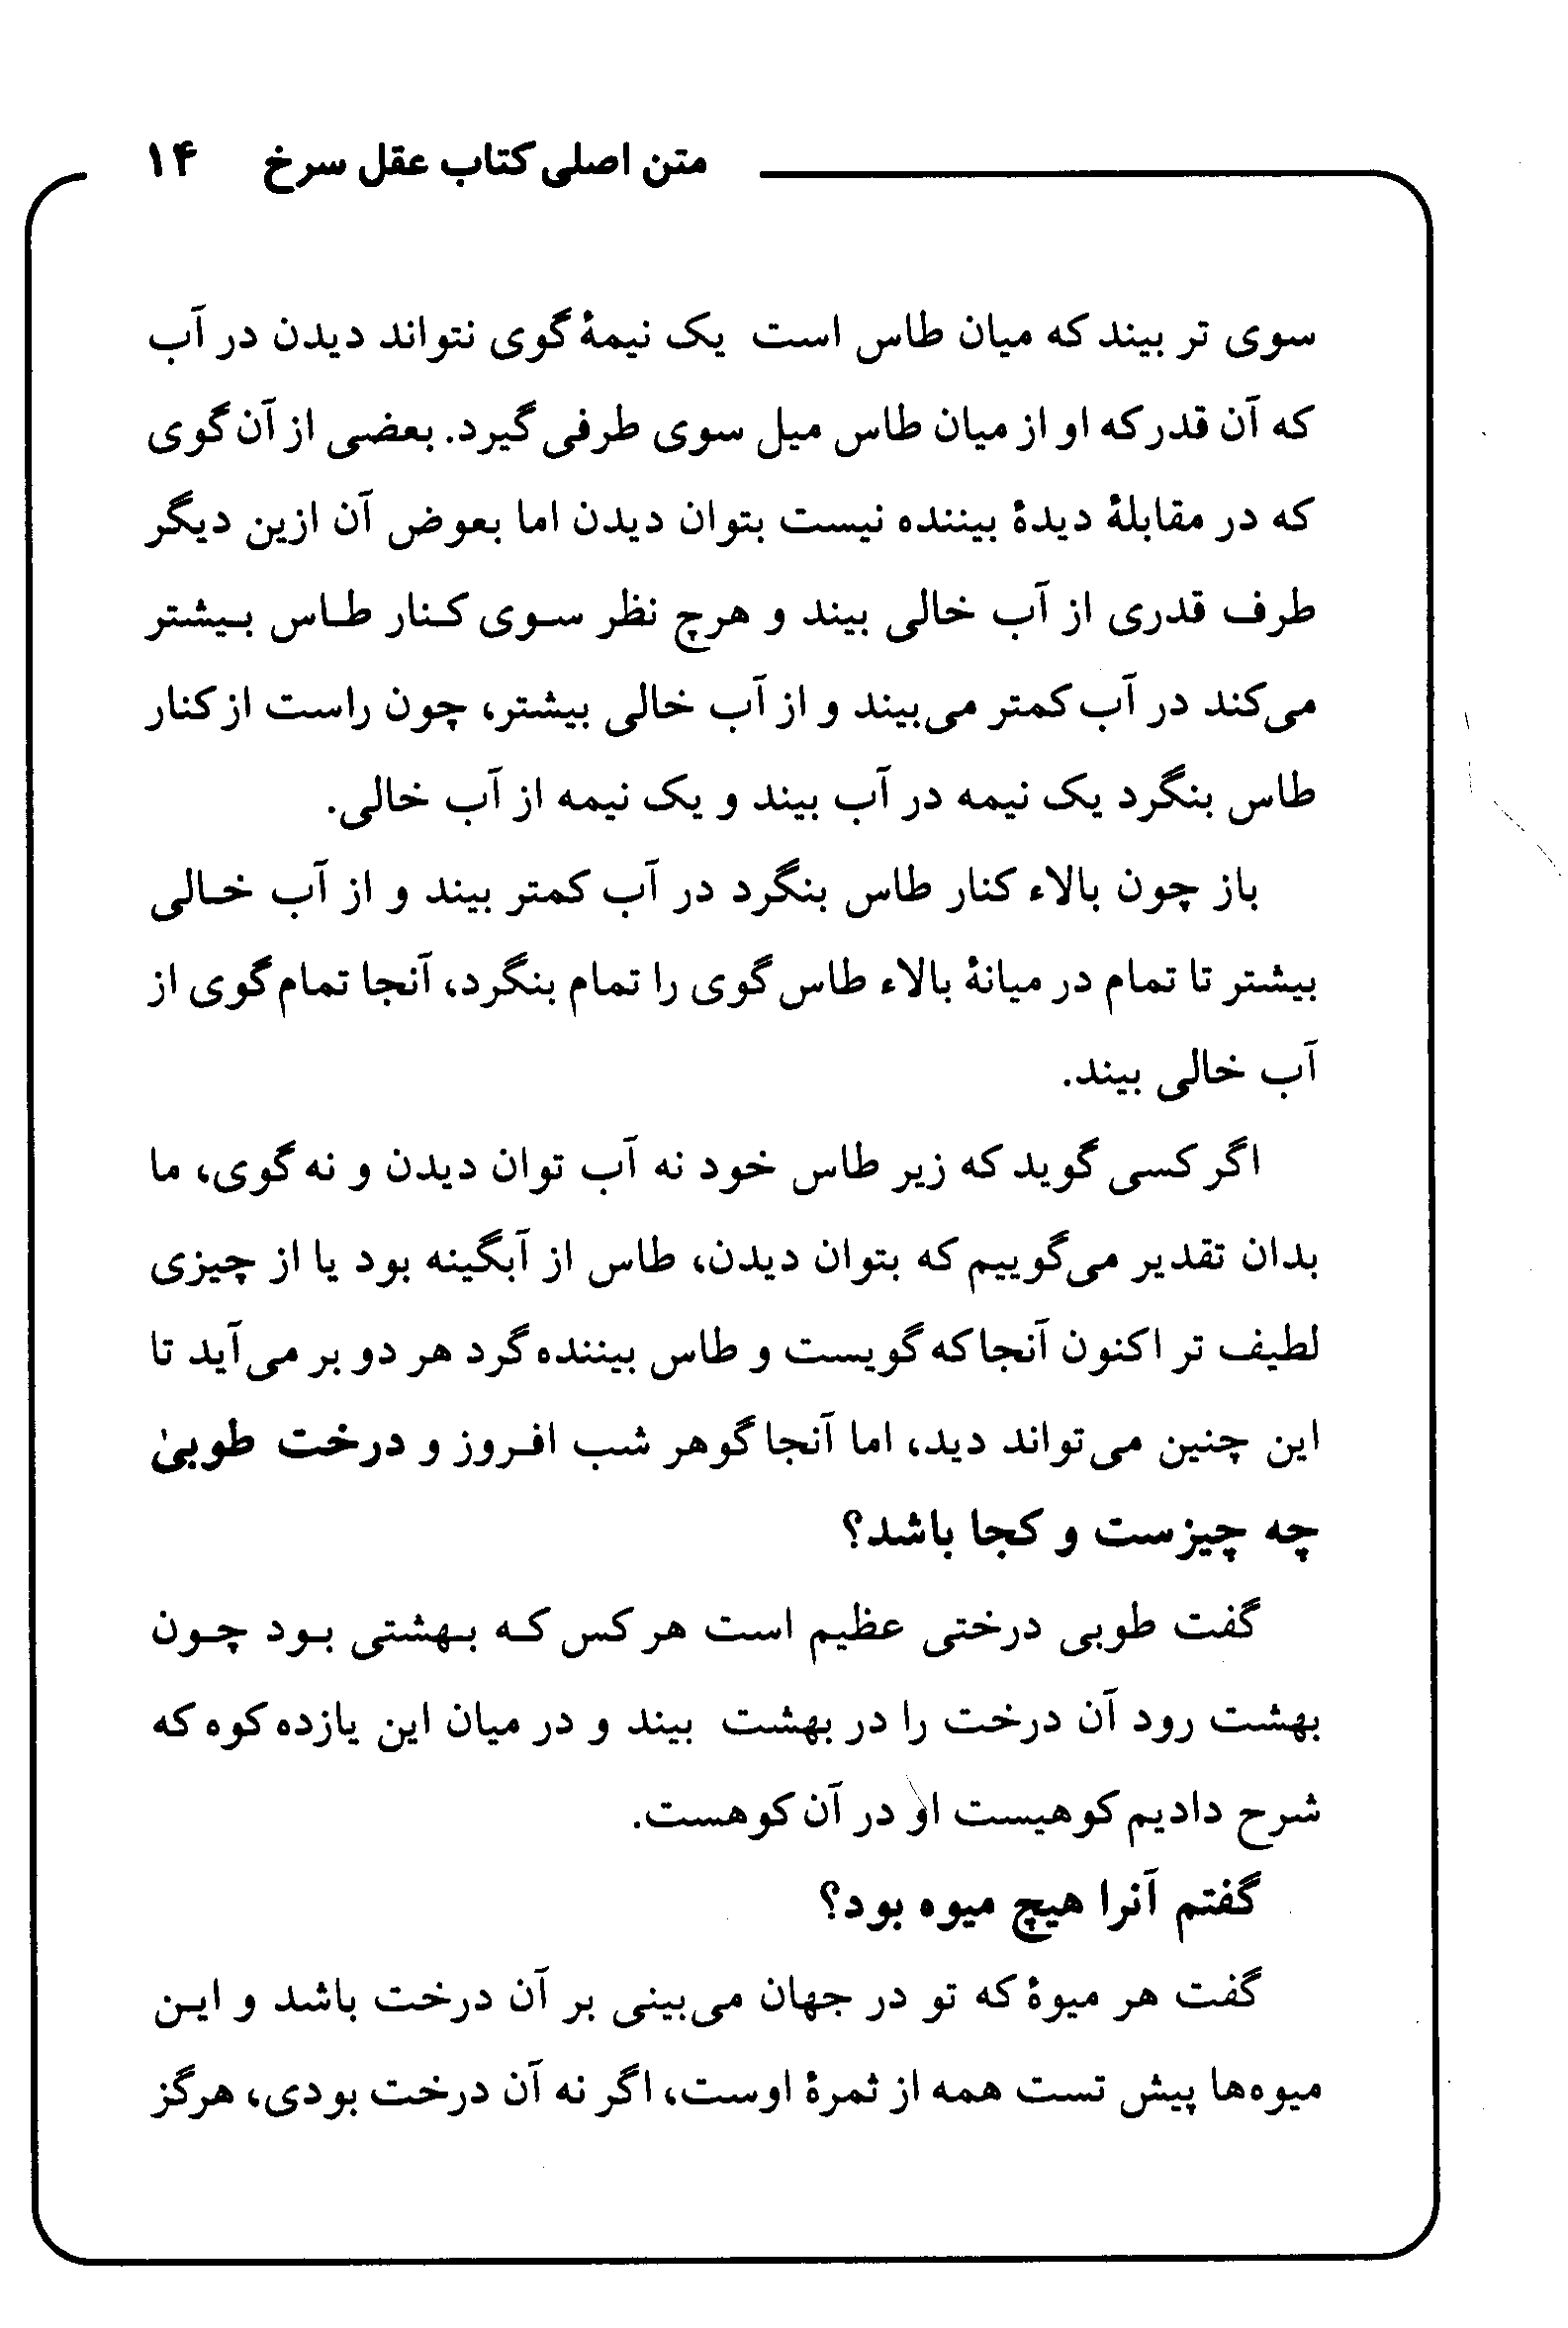 متن اصلی کتاب عقل سرخ ۱۴
سوی تر بیند که میان طاس است یک نیمهٔ گوی نتواند دیدن در آب
که آن قدر که او از میان طاس میل سوی طرفی گیرد. بعضی از آن گوی
که در مقابلهٔ دیدهٔ بیننده نیست بتوان دیدن اما بعوض آن ازین دیگر
طرف قدری از آب خالی بیند و هرچ نظر سوی کنار طاس بیشتر
می‌کند در آب کمتر می‌بیند و از آب خالی بیشتر، چون راست از کنار
طاس بنگرد یک نیمه در آب بیند و یک نیمه از آب خالی.
باز چون بالاء کنار طاس بنگرد در آب کمتر بیند و از آب خالی
بیشتر تا تمام در میانهٔ بالاء طاس گوی را تمام بنگرد، آنجا تمام گوی از
آب خالی بیند.
اگر کسی گوید که زیر طاس خود نه آب توان دیدن و نه گوی، ما
بدان تقدیر می‌گوییم که بتوان دیدن، طاس از آبگینه بود یا از چیزی
لطیف تر اکنون آنجا که گویست و طاس بیننده گرد هر دو بر می‌آید تا
این چنین می‌تواند دید، اما آنجا گوهر شب افروز و درخت طوبیٰ
چه چیزست و کجا باشد؟
گفت طوبی درختی عظیم است هر کس که بهشتی بود چون
بهشت رود آن درخت را در بهشت بیند و در میان این یازده کوه که
شرح دادیم کوهیست او در آن کوهست.
گفتم آنرا هیچ میوه بود؟
گفت هر میوهٔ که تو در جهان می‌بینی بر آن درخت باشد و این
میوه‌ها پیش تست همه از ثمرهٔ اوست، اگر نه آن درخت بودی، هرگز